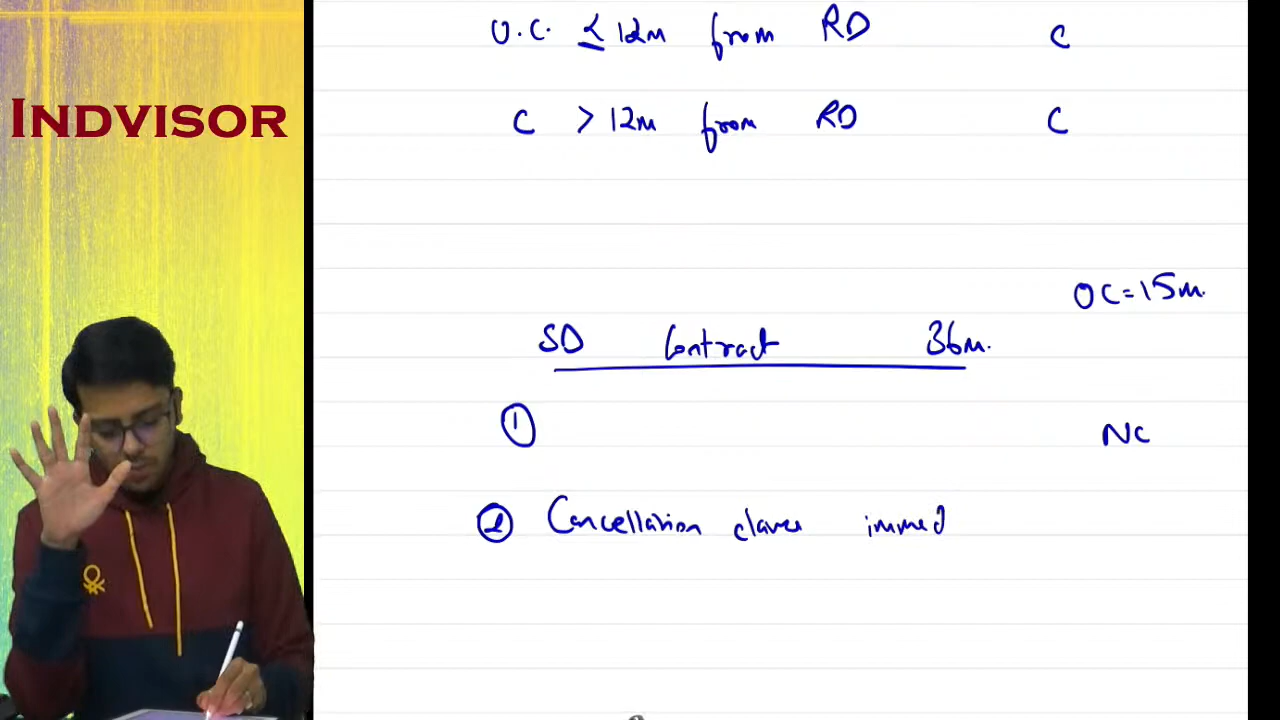 INDVISOR
O.C. ≤ 12m from RD C
C > 12m from RD C
OC=15m.
SD Contract 36m.
① NC
② Cancellation clause immed